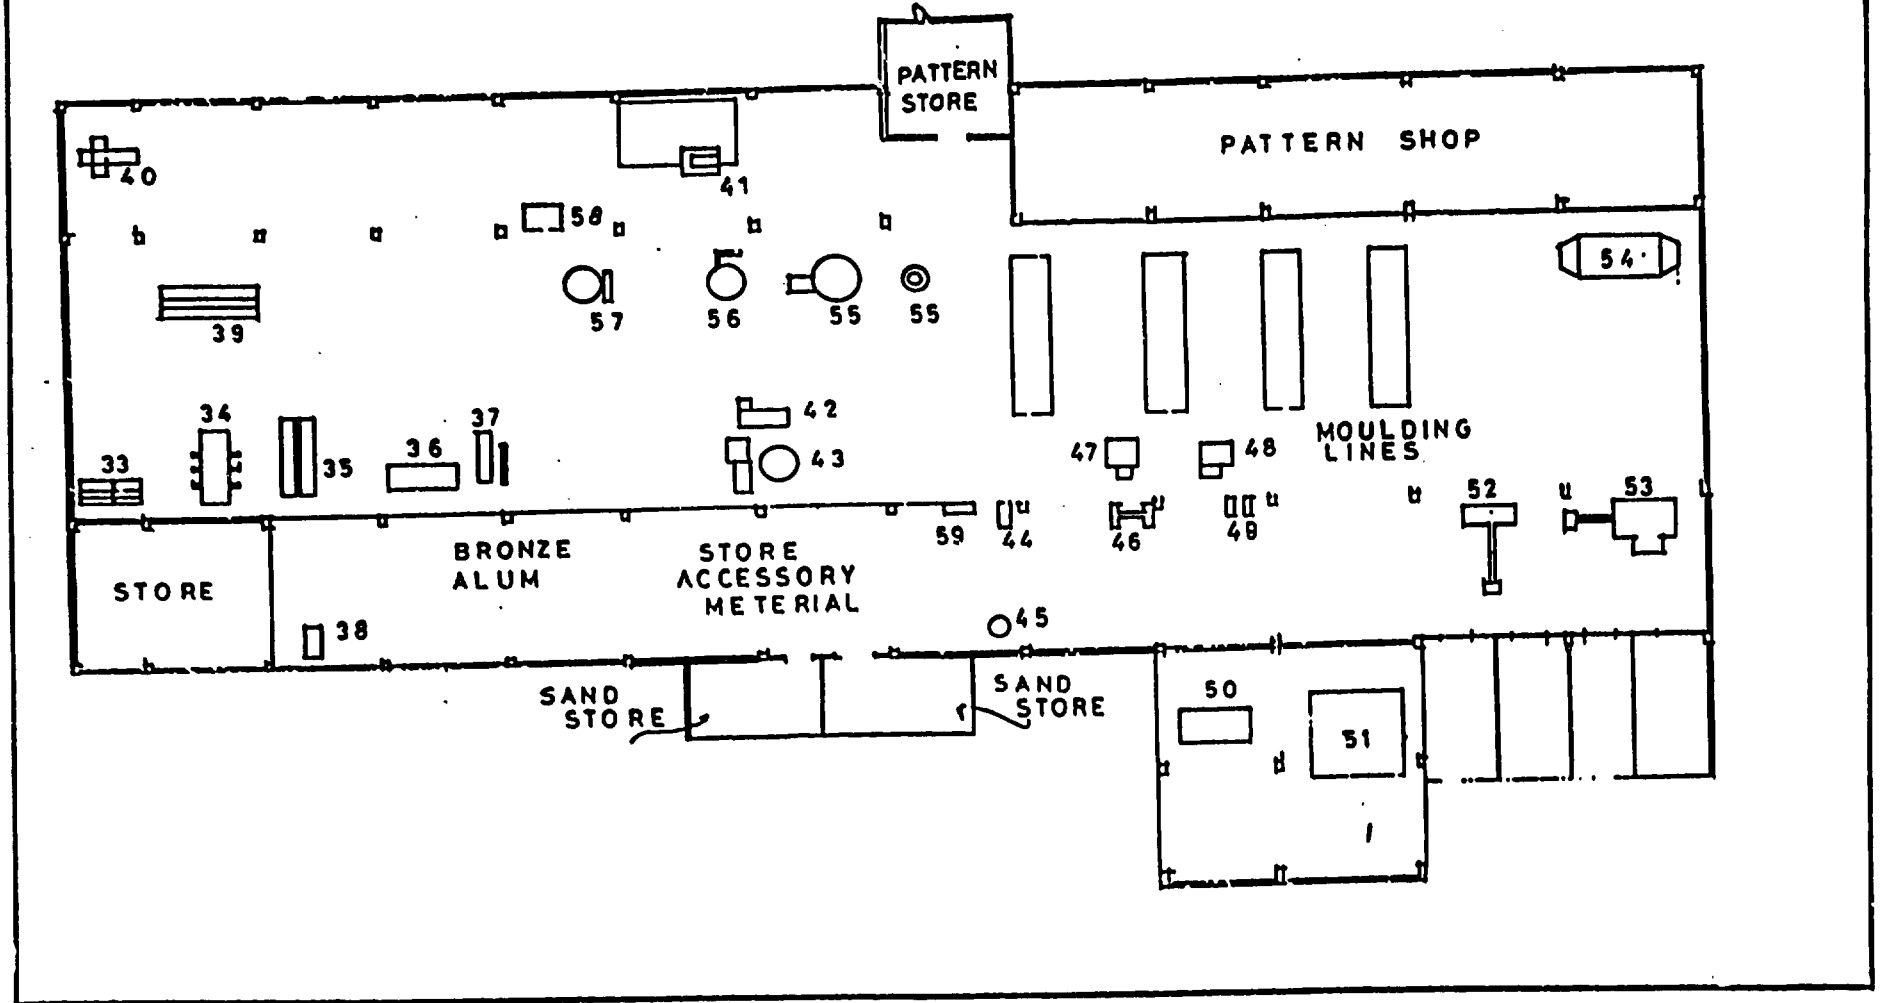 PATTERN
STORE
PATTERN SHOP
40
41
58
54
39
57
56
55
55
34
37
42
33
35
36
43
47
48
MOULDING
LINES
52
53
59
44
46
49
BRONZE
ALUM
STORE
ACCESSORY
METERIAL
STORE
38
45
SAND
STORE
SAND
STORE
50
51